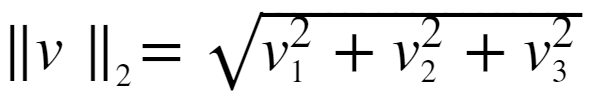 ‖v‖₂ = √(v₁² + v₂² + v₃²)